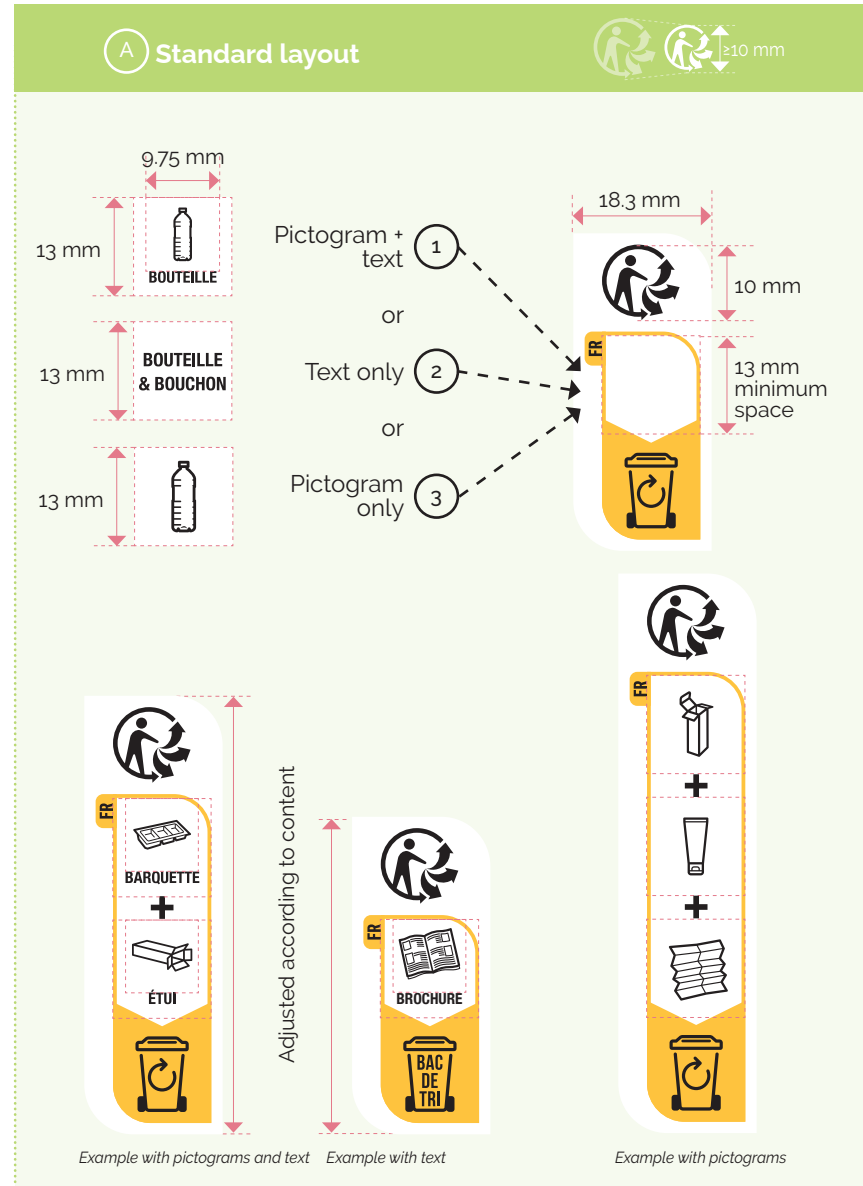 A Standard layout
≥10 mm
9.75 mm
13 mm
BOUTEILLE
13 mm
BOUTEILLE
& BOUCHON
13 mm
Pictogram +
text
1
or
Text only
2
or
Pictogram
only
3
18.3 mm
10 mm
FR
13 mm
minimum
space
FR
BARQUETTE
+
ÉTUI
Adjusted according to content
FR
BROCHURE
BAC
DE
TRI
FR
+
+
Example with pictograms and text
Example with text
Example with pictograms